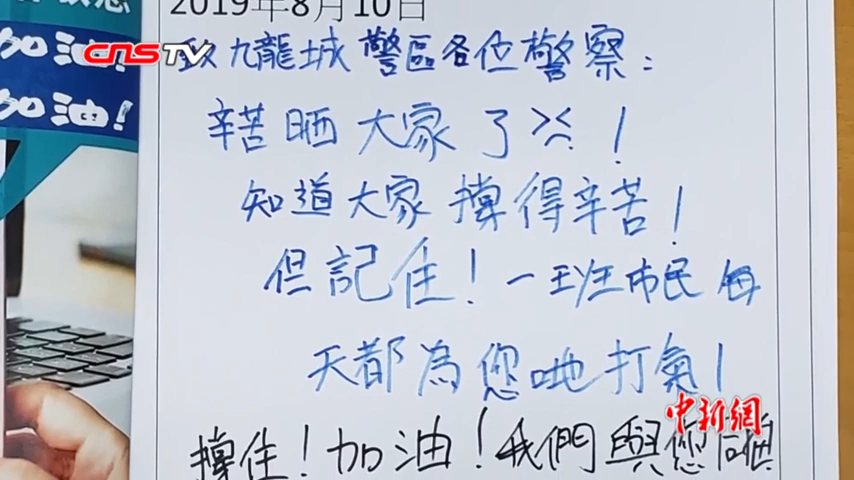 2019年8月10日
CNSTV
加油!
加油!
致九龍城警區各位警察：
辛苦晒大家了><！
知道大家撐得辛苦！
但記住！一班市民每
天都為您哋打氣！
撐住！加油！我們與您
中新網